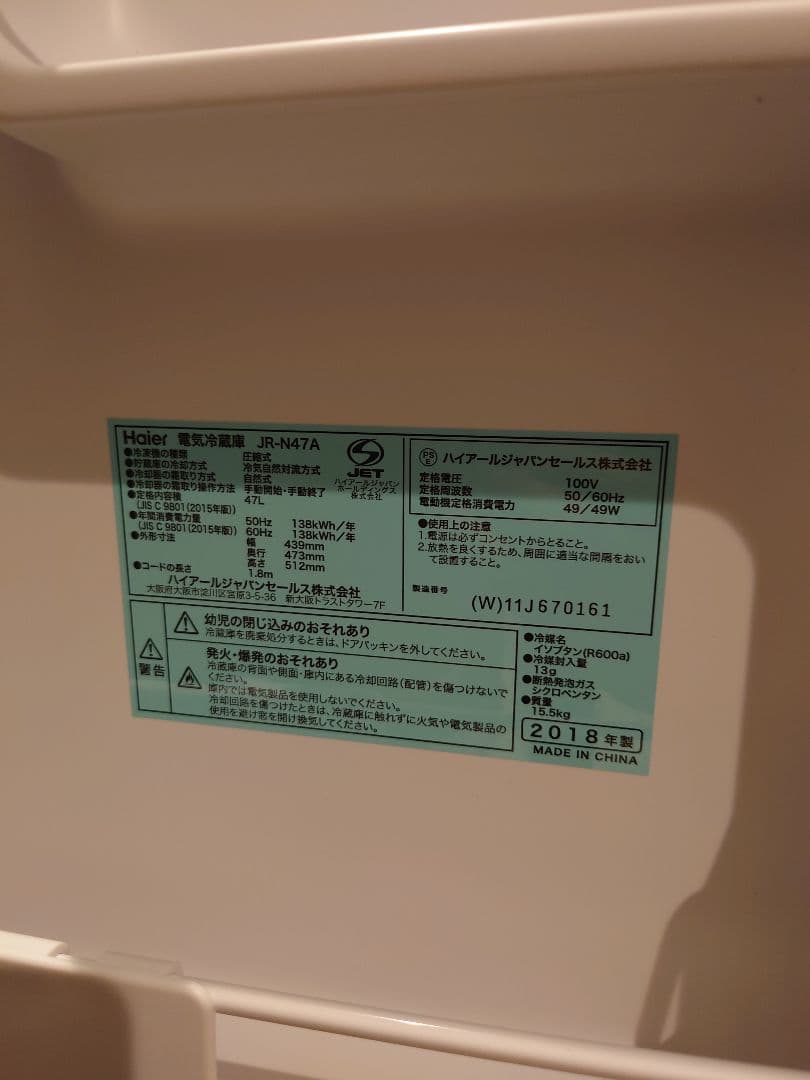 Haier 電気冷蔵庫 JR-N47A
●冷凍機の種類 圧縮式
●貯蔵庫の冷却方式 冷気自然対流方式
●冷却器の霜取り方式 自然式
●冷却器の霜取り操作方式 手動開始・手動終了
●定格内容積 47L
(JIS C 9801(2015年版))
●年間消費電力量 50Hz 138kWh/年
(JIS C 9801(2015年版)) 60Hz 138kWh/年
●外形寸法 幅 439mm
奥行 473mm
高さ 512mm
●コードの長さ 1.8m
ハイアールジャパンセールス株式会社
大阪府大阪市淀川区宮原3-5-36 新大阪トラストタワー7F
S
JET
ハイアールジャパン
ホールディングス
株式会社
PS
E ハイアールジャパンセールス株式会社
定格電圧 100V
定格周波数 50/60Hz
電動機定格消費電力 49/49W
●使用上の注意
1.電源は必ずコンセントからとること。
2.放熱を良くするため、周囲に適当な間隔をおい
て設置すること。
製造番号
(W)11J670161
警告
幼児の閉じ込みのおそれあり
冷蔵庫を廃棄処分するときは、ドアパッキンを外してください。
発火・爆発のおそれあり
冷蔵庫の背面や側面・庫内にある冷却回路(配管)を傷つけないで
ください。
庫内では電気製品を使用しないでください。
冷却回路を傷つけたときは、冷蔵庫に触れずに火気や電気製品の
使用を避け窓を開け換気してください。
●冷媒名
イソブタン(R600a)
●冷媒封入量
13g
●断熱発泡ガス
シクロペンタン
●質量
15.5kg
2018年製
MADE IN CHINA